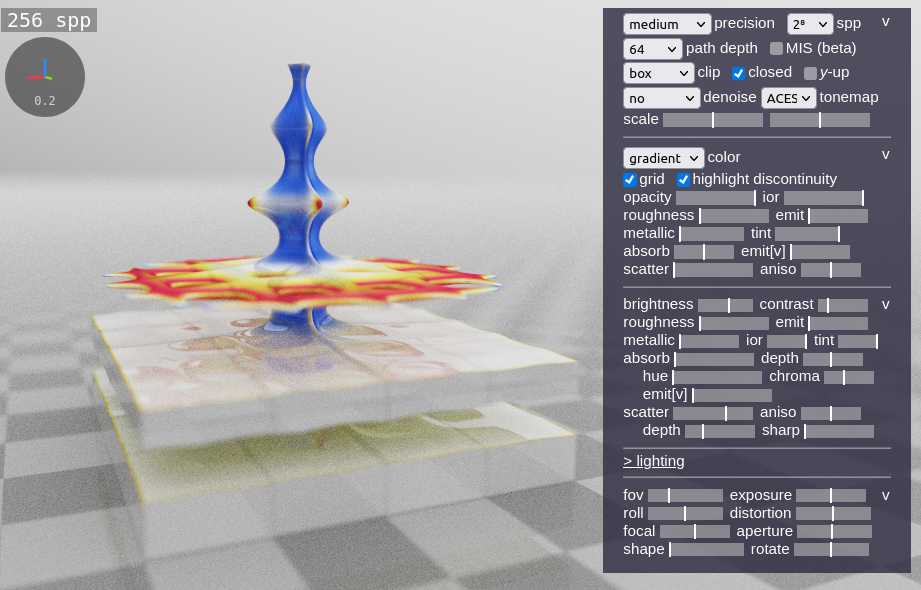 256 spp
0.2
medium precision 2⁸ spp v
64 path depth MIS (beta)
box clip closed y-up
no denoise ACES tonemap
scale
gradient color v
grid highlight discontinuity
opacity ior
roughness emit
metallic tint
absorb emit[v]
scatter aniso
brightness contrast v
roughness emit
metallic ior tint
absorb depth
hue chroma
emit[v]
scatter aniso
depth sharp
> lighting
fov exposure v
roll distortion
focal aperture
shape rotate